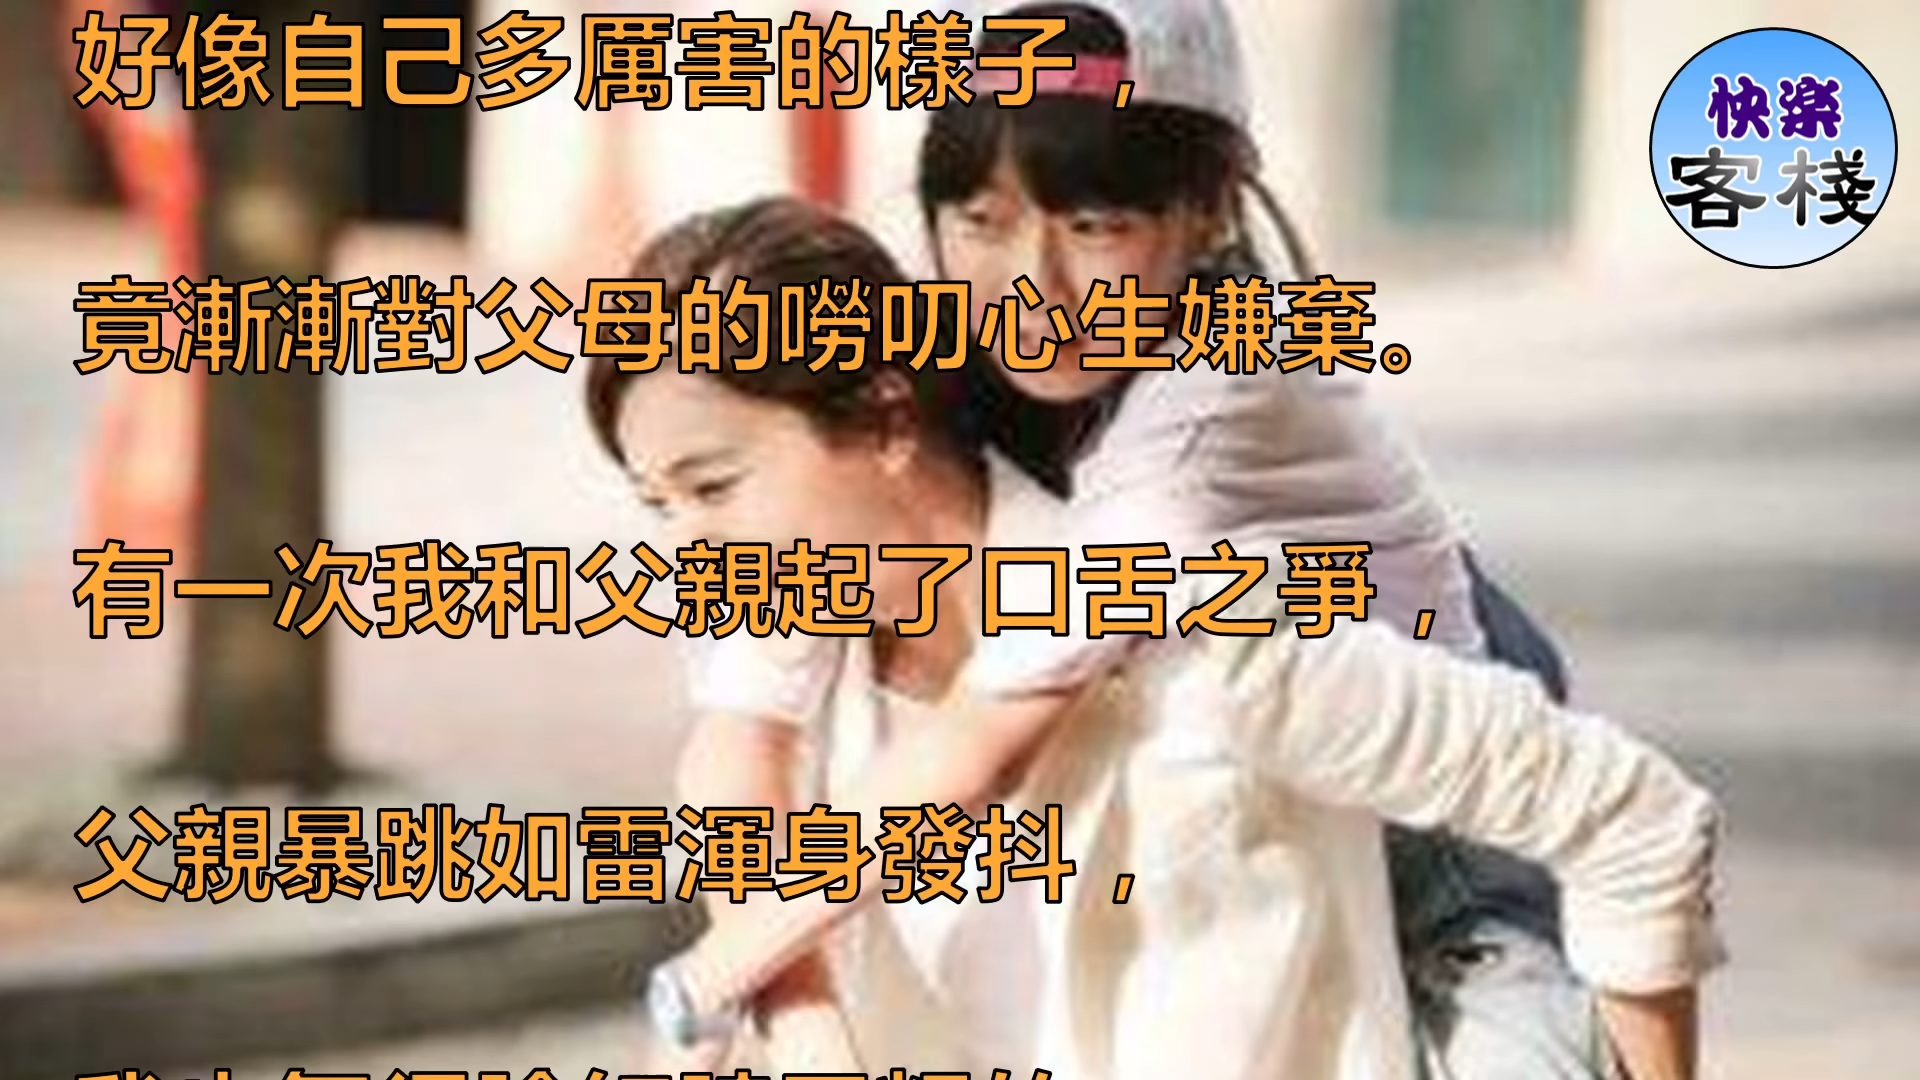 好像自己多厲害的樣子，
快楽
客棧
竟漸漸對父母的嘮叨心生嫌棄。
有一次我和父親起了口舌之爭，
父親暴跳如雷渾身發抖，